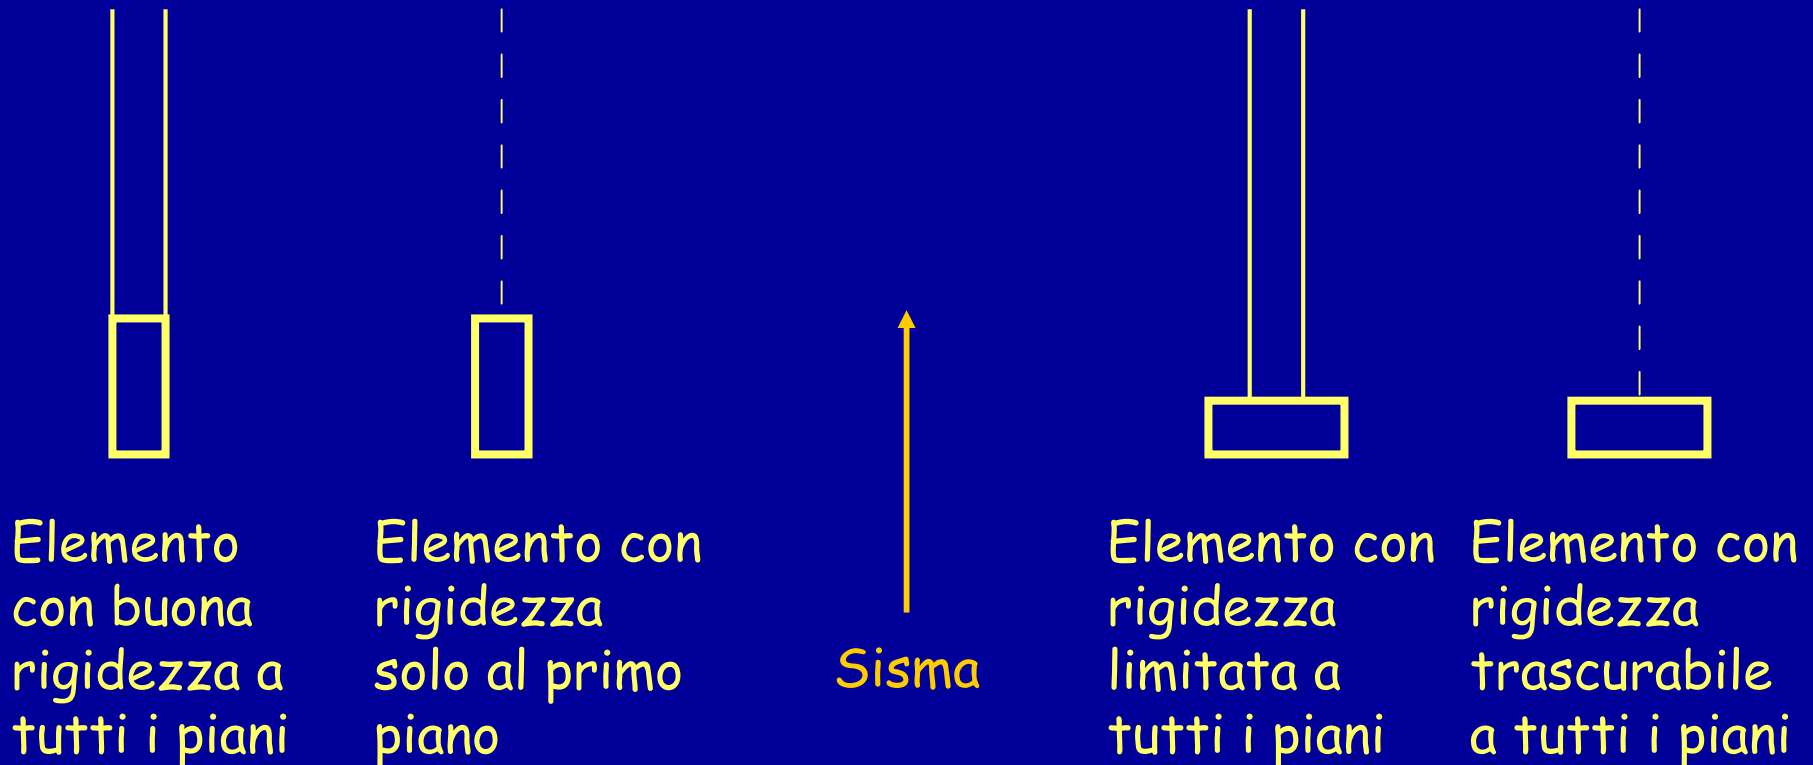 Elemento
con buona
rigidezza a
tutti i piani
Elemento con
rigidezza
solo al primo
piano
Sisma
Elemento con
rigidezza
limitata a
tutti i piani
Elemento con
rigidezza
trascurabile
a tutti i piani